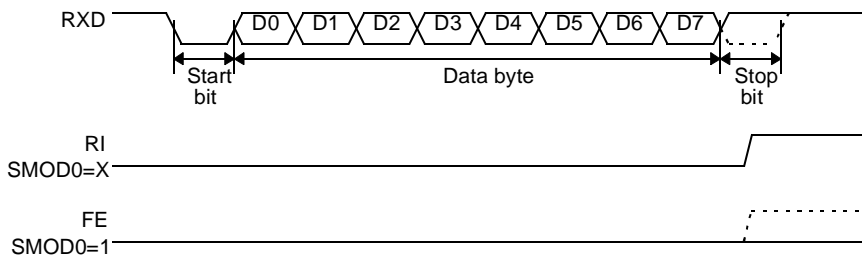 RXD
D0 D1 D2 D3 D4 D5 D6 D7
Start
bit
Data byte
Stop
bit
RI
SMOD0=X
FE
SMOD0=1